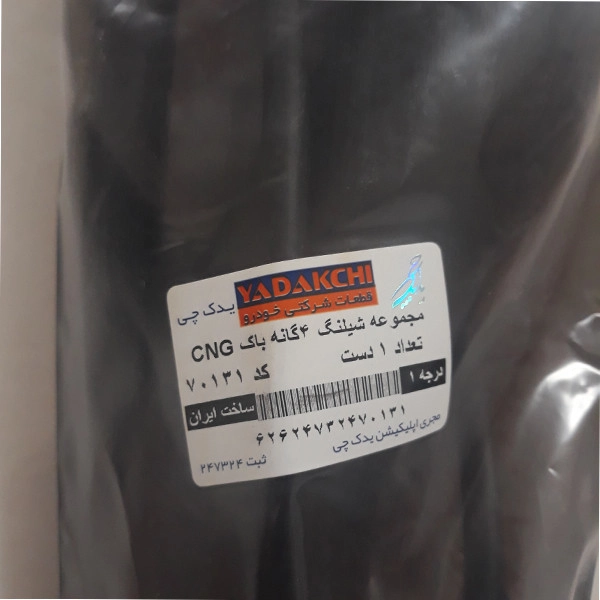 YADAKCHI یدک چی
قطعات شرکتی خودرو
مجموعه شیلنگ ۴گانه باک CNG
تعداد ۱ دست
کد ۷۰۱۳۱
درجه ۱
ساخت ایران
۶۲۶۲۴۷۳۲۴۷۰۱۳۱
مجری اپلیکیشن یدک چی
ثبت ۲۴۷۳۲۴